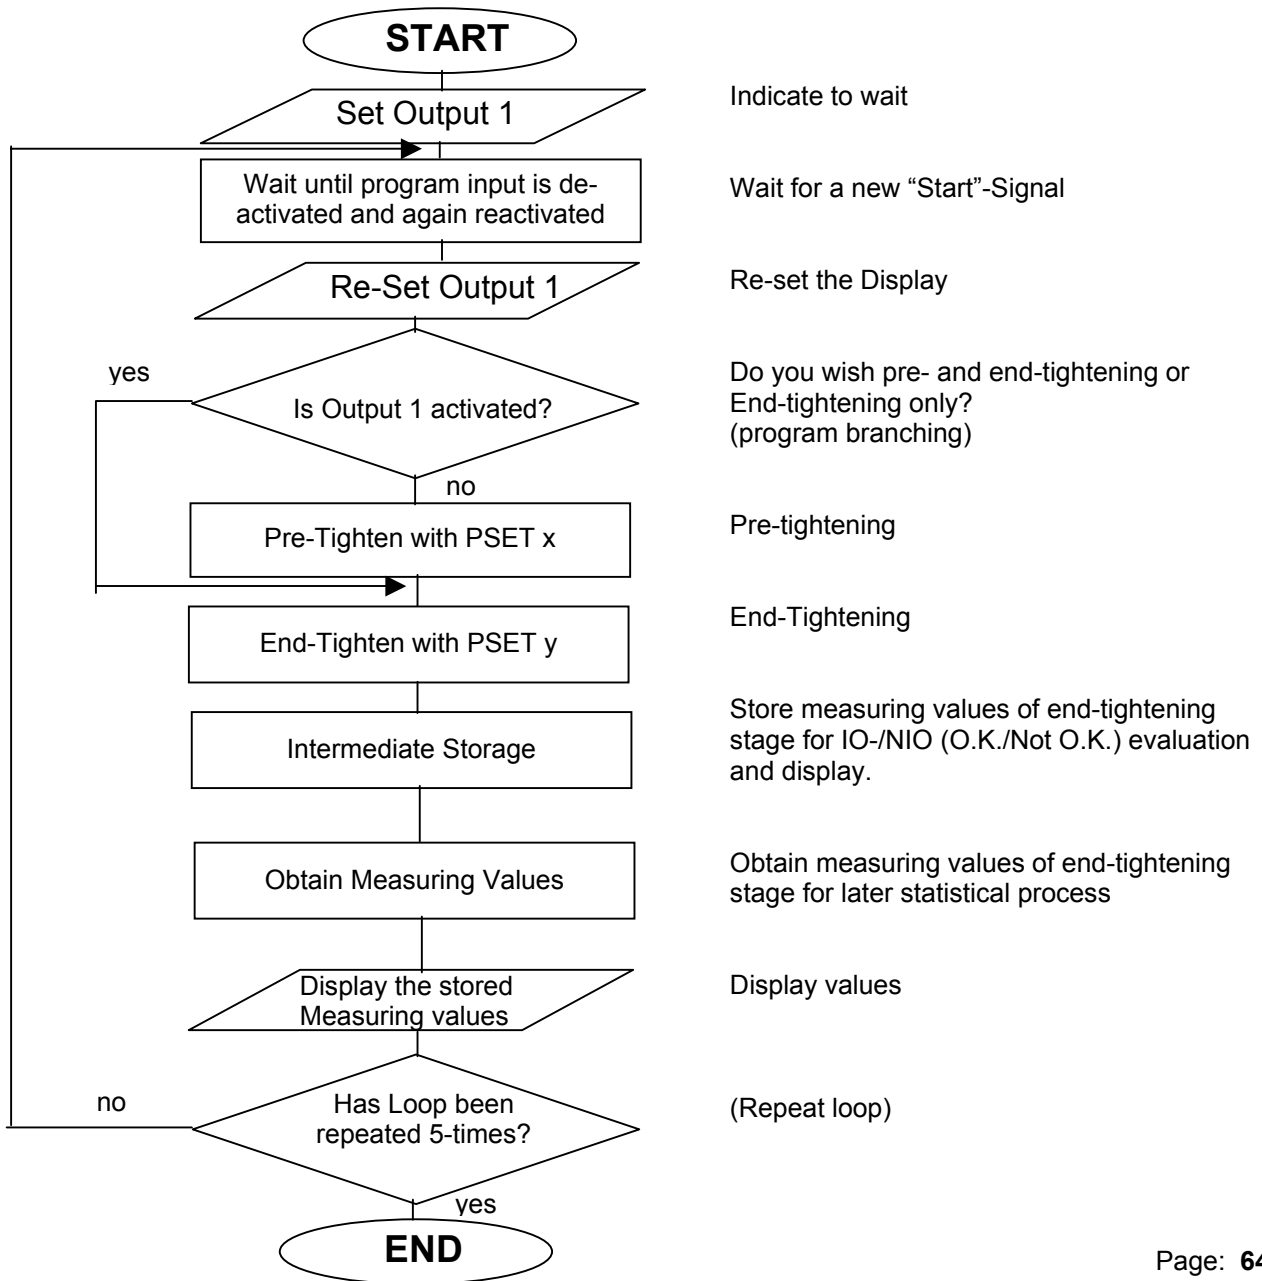 START
Set Output 1
Indicate to wait
Wait until program input is de-
activated and again reactivated
Wait for a new “Start”-Signal
Re-Set Output 1
Re-set the Display
yes
Is Output 1 activated?
Do you wish pre- and end-tightening or
End-tightening only?
(program branching)
no
Pre-Tighten with PSET x
Pre-tightening
End-Tighten with PSET y
End-Tightening
Intermediate Storage
Store measuring values of end-tightening
stage for IO-/NIO (O.K./Not O.K.) evaluation
and display.
Obtain Measuring Values
Obtain measuring values of end-tightening
stage for later statistical process
Display the stored
Measuring values
Display values
no
Has Loop been
repeated 5-times?
(Repeat loop)
yes
END
Page: 64